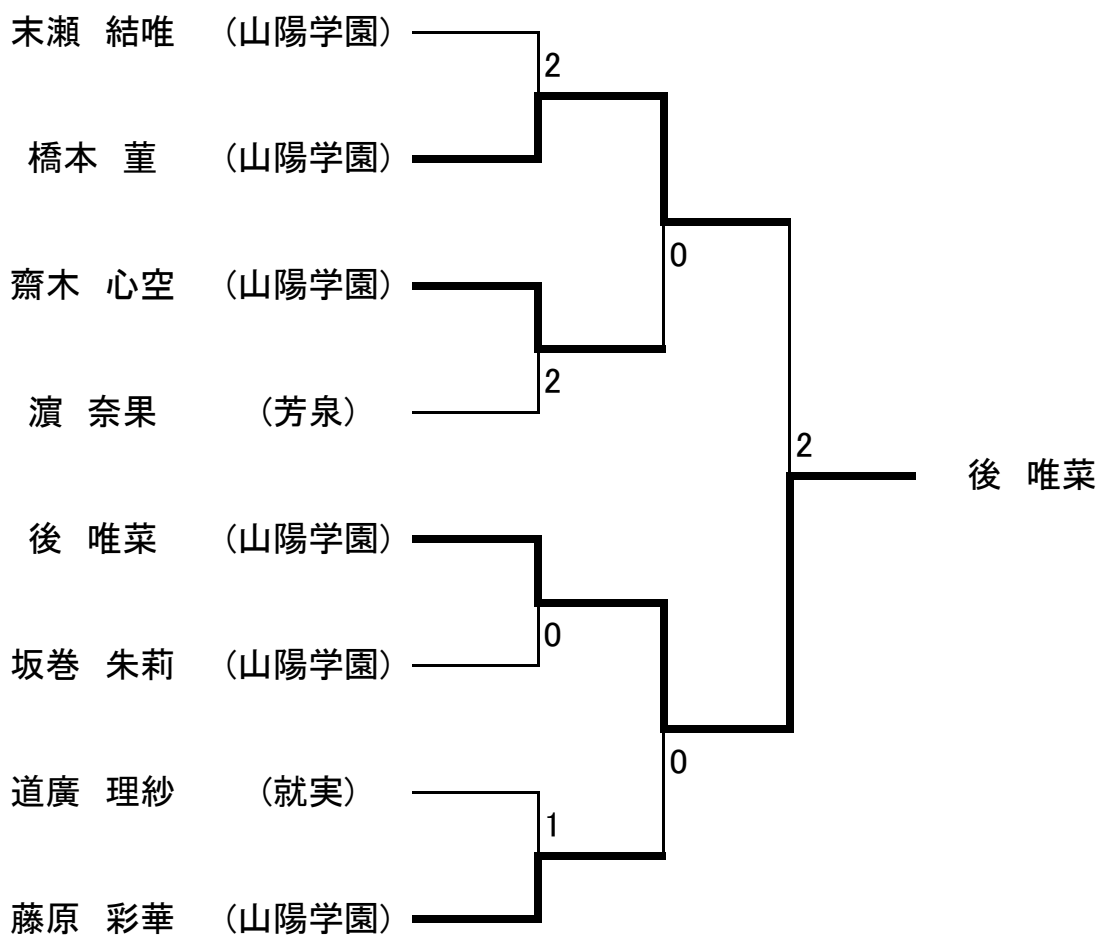 末瀬 結唯 (山陽学園)
2
橋本 菫 (山陽学園)
0
齋木 心空 (山陽学園)
2
濵 奈果 (芳泉)
2
後 唯菜
後 唯菜 (山陽学園)
0
坂巻 朱莉 (山陽学園)
0
道廣 理紗 (就実)
1
藤原 彩華 (山陽学園)